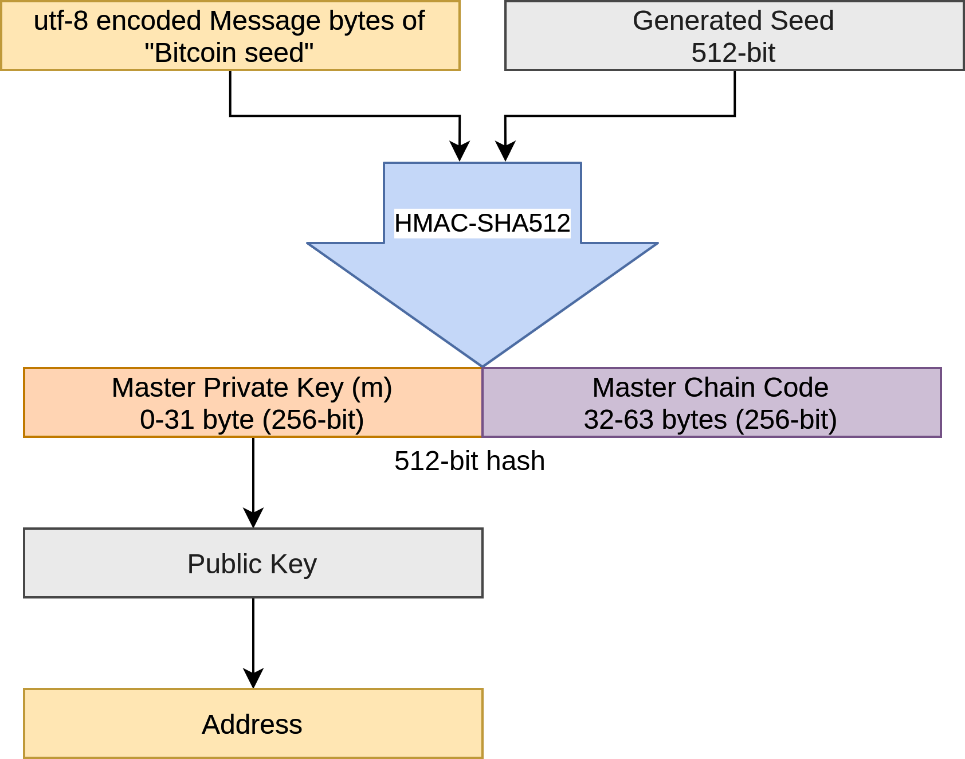 utf-8 encoded Message bytes of
"Bitcoin seed"
Generated Seed
512-bit
HMAC-SHA512
Master Private Key (m)
0-31 byte (256-bit)
Master Chain Code
32-63 bytes (256-bit)
512-bit hash
Public Key
Address